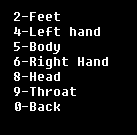 2-Feet
4-Left hand
5-Body
6-Right Hand
8-Head
9-Throat
0-Back